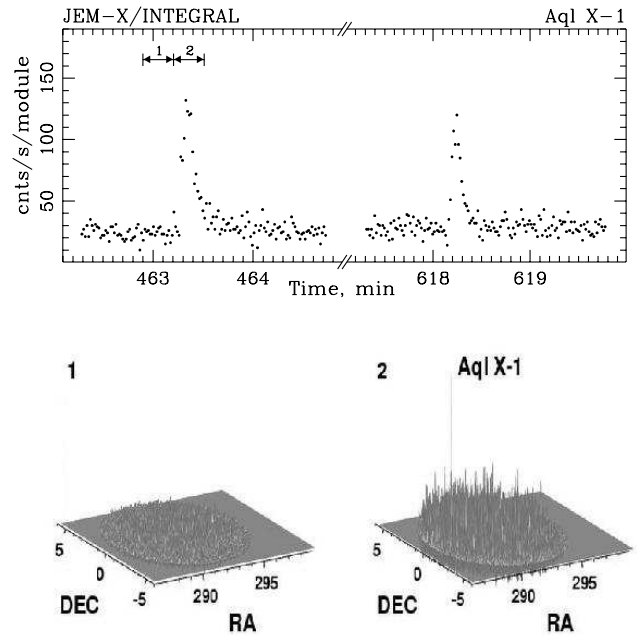 JEM-X/INTEGRAL Aql X-1
1 2
cnts/s/module
150
100
50
463 464 618 619
Time, min
1 2 Aql X-1
5 0 -5
DEC
290 295
RA
5 0 -5
DEC
290 295
RA